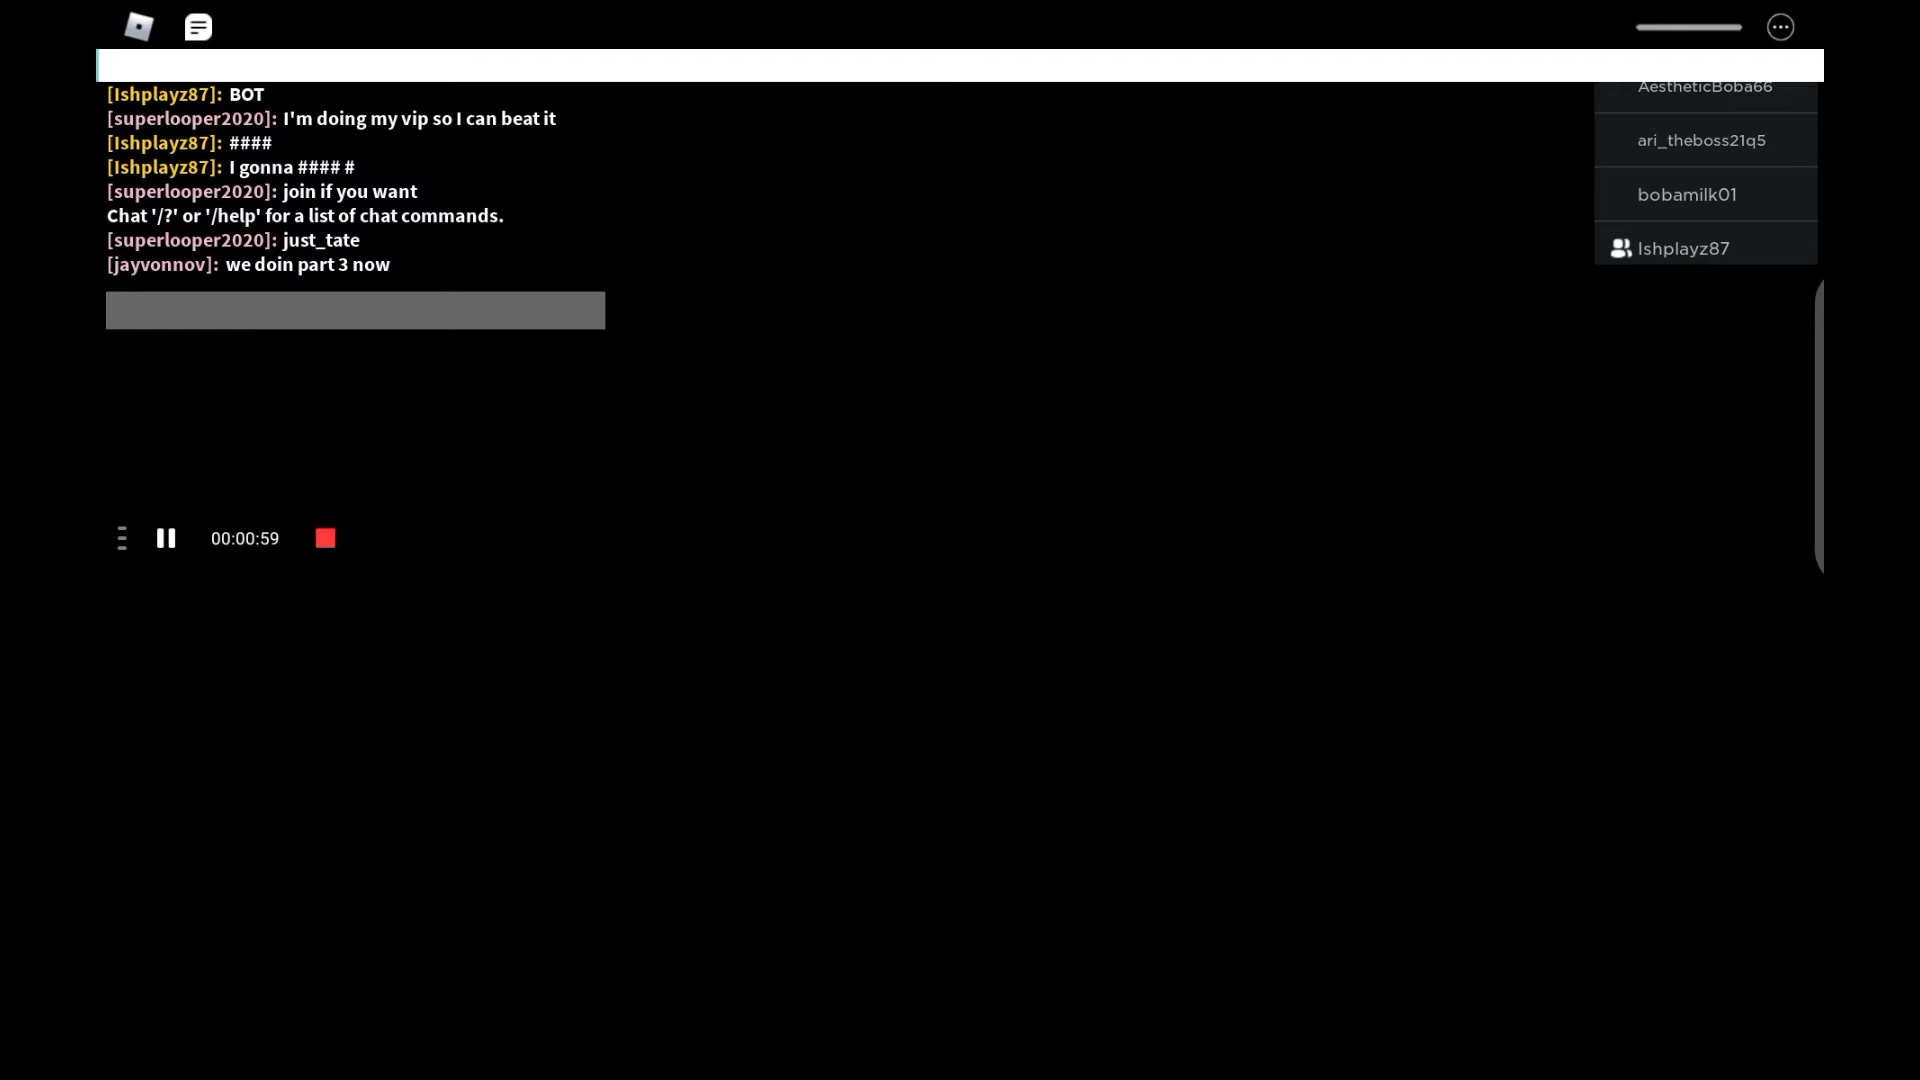 [Ishplayz87]: BOT
[superlooper2020]: I'm doing my vip so I can beat it
[Ishplayz87]: ####
[Ishplayz87]: I gonna #### #
[superlooper2020]: join if you want
Chat '/?' or '/help' for a list of chat commands.
[superlooper2020]: just_tate
[jayvonnov]: we doin part 3 now
AestheticBoba66
ari_theboss21q5
bobamilk01
Ishplayz87
00:00:59